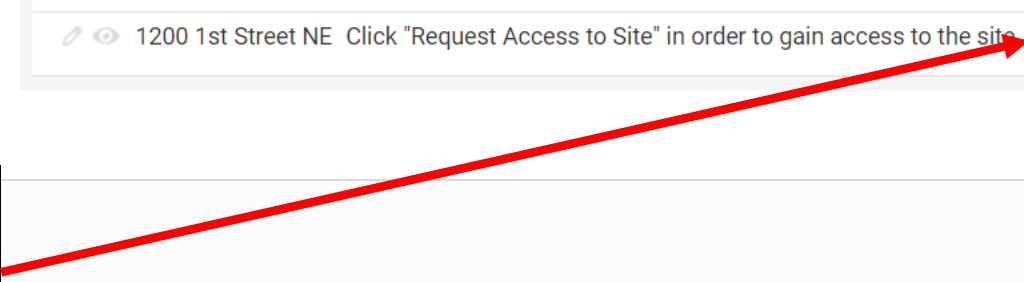 1200 1st Street NE Click "Request Access to Site" in order to gain access to the site